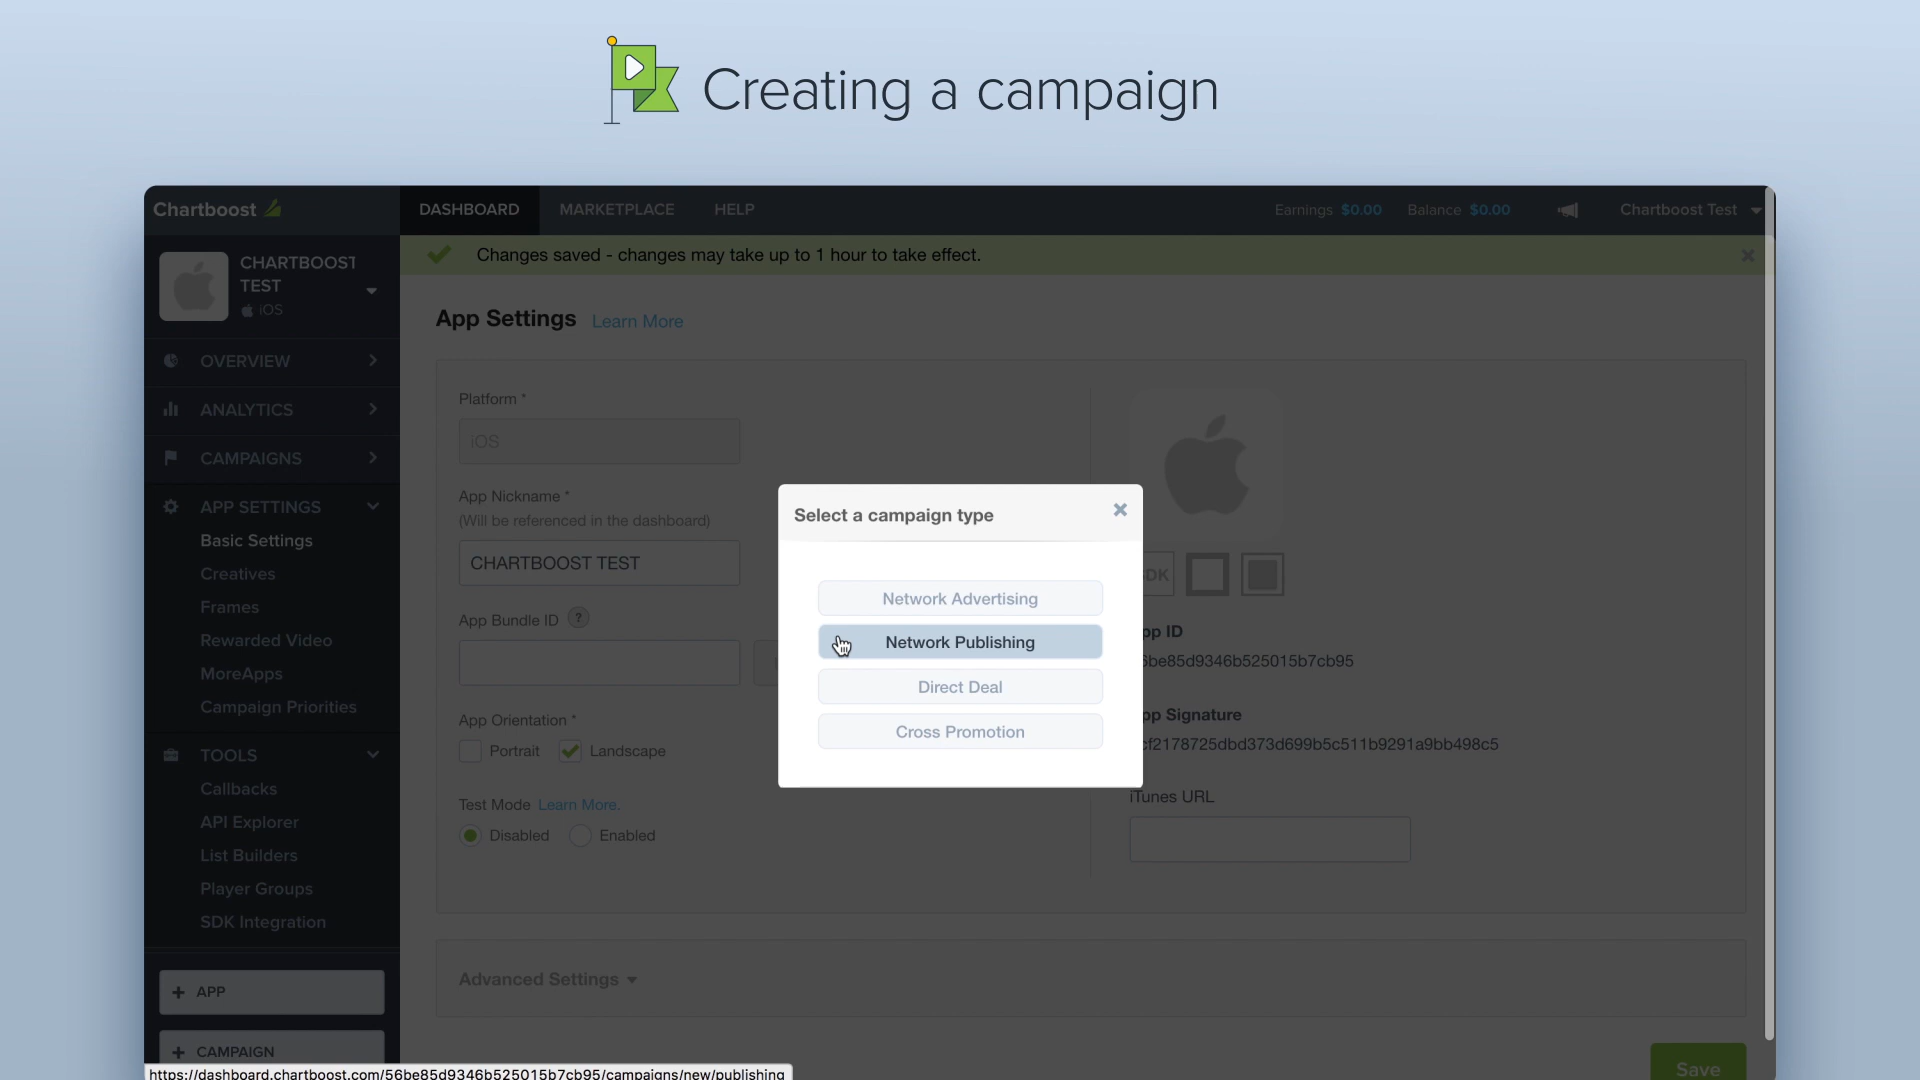 Creating a campaign
Chartboost
DASHBOARD
MARKETPLACE
HELP
Earnings $0.00
Balance $0.00
Chartboost Test
CHARTBOOST
TEST
iOS
Changes saved - changes may take up to 1 hour to take effect.
OVERVIEW
ANALYTICS
CAMPAIGNS
APP SETTINGS
Basic Settings
Creatives
Frames
Rewarded Video
MoreApps
Campaign Priorities
TOOLS
Callbacks
API Explorer
List Builders
Player Groups
SDK Integration
+ APP
+ CAMPAIGN
App Settings Learn More
Platform *
iOS
App Nickname *
(Will be referenced in the dashboard)
CHARTBOOST TEST
App Bundle ID ?
App Orientation *
Portrait
Landscape
Test Mode Learn More.
Disabled
Enabled
Select a campaign type
Network Advertising
Network Publishing
Direct Deal
Cross Promotion
DK
pp ID
be85d9346b525015b7cb95
pp Signature
f2178725dbd373d699b5c511b9291a9bb498c5
iTunes URL
Advanced Settings
Save
https://dashboard.chartboost.com/56be85d9346b525015b7cb95/campaigns/new/publishing